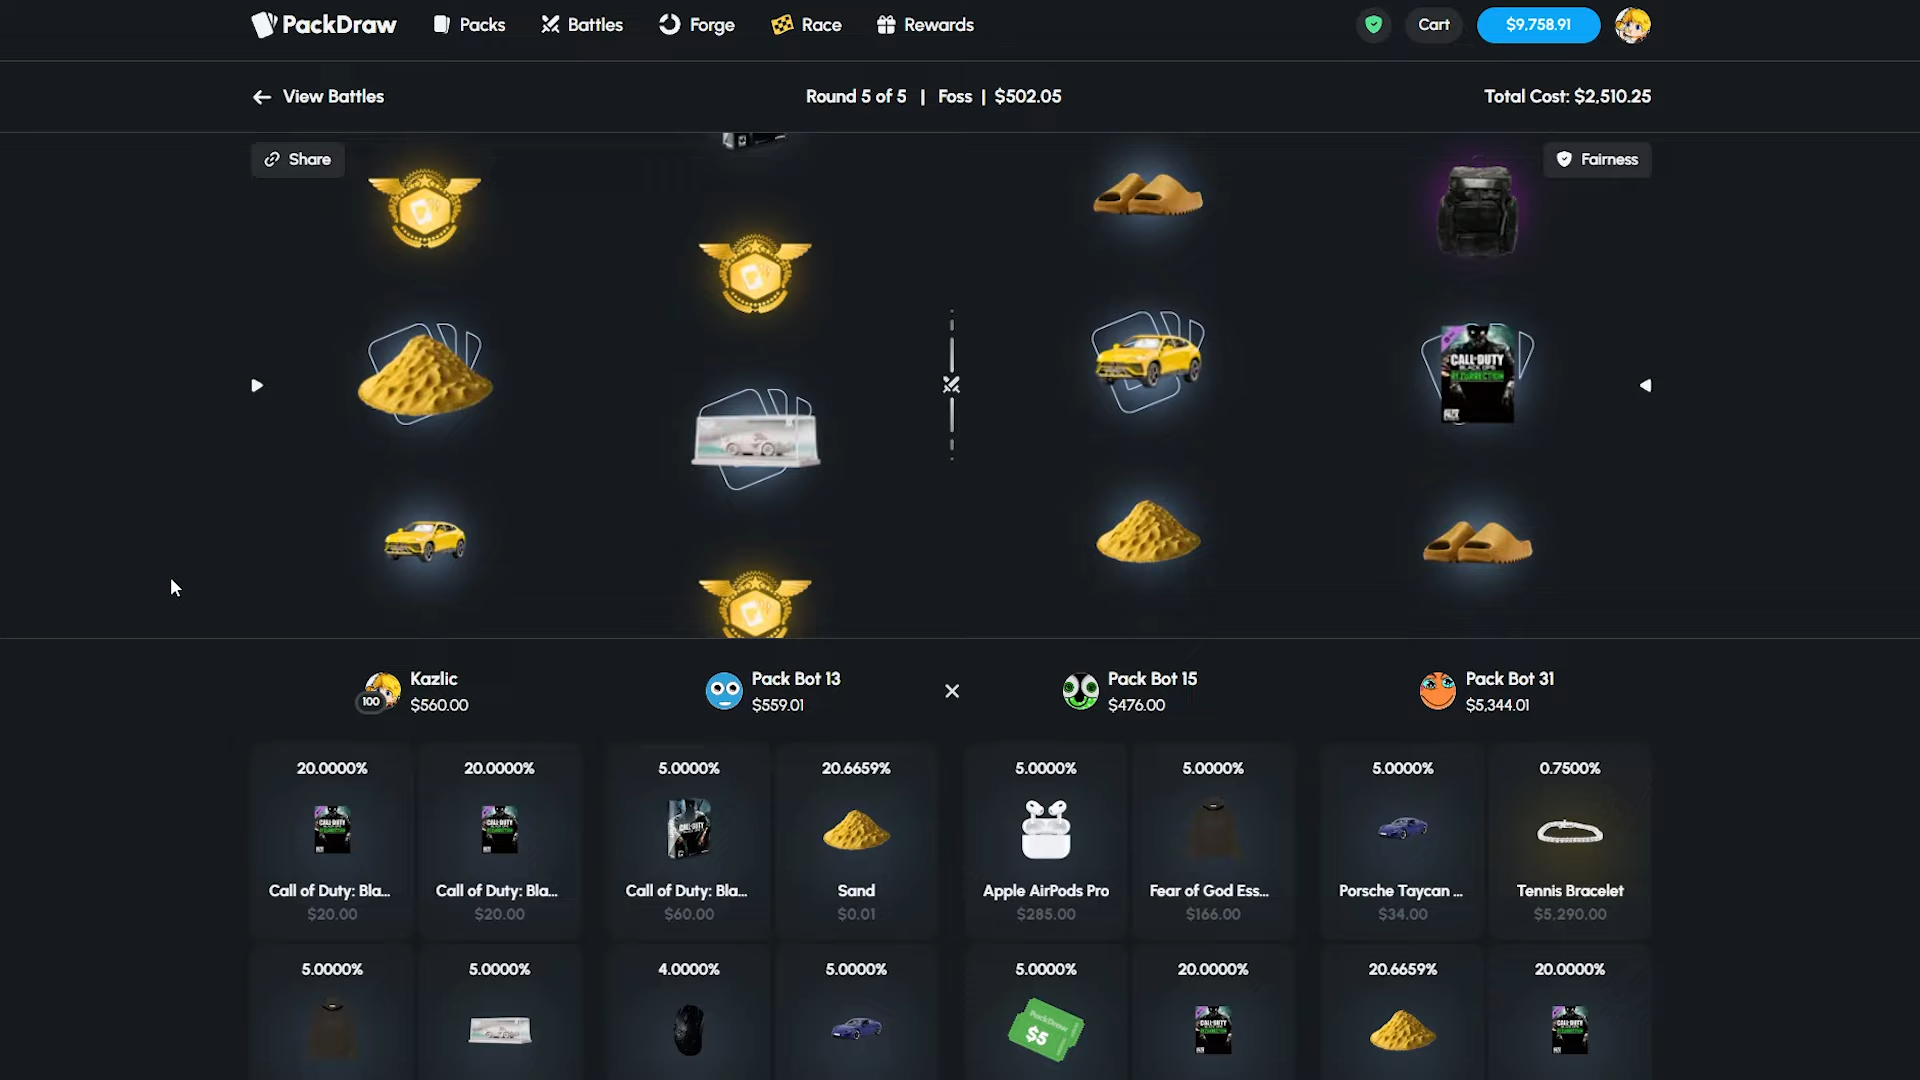 PackDraw
Packs
Battles
Forge
Race
Rewards
Cart
$9,758.91
View Battles
Round 5 of 5 | Foss | $502.05
Total Cost: $2,510.25
Share
Fairness
CALL DUTY
BLACK OPS
REZURRECTION
Kazlic
100
$560.00
Pack Bot 13
$559.01
Pack Bot 15
$476.00
Pack Bot 31
$5,344.01
20.0000%
20.0000%
5.0000%
20.6659%
5.0000%
5.0000%
5.0000%
0.7500%
Call of Duty: Bla...
Call of Duty: Bla...
Call of Duty: Bla...
Sand
Apple AirPods Pro
Fear of God Ess...
Porsche Taycan ...
Tennis Bracelet
$20.00
$20.00
$60.00
$0.01
$285.00
$166.00
$34.00
$5,290.00
5.0000%
5.0000%
4.0000%
5.0000%
5.0000%
20.0000%
20.6659%
20.0000%
PackDraw
$5